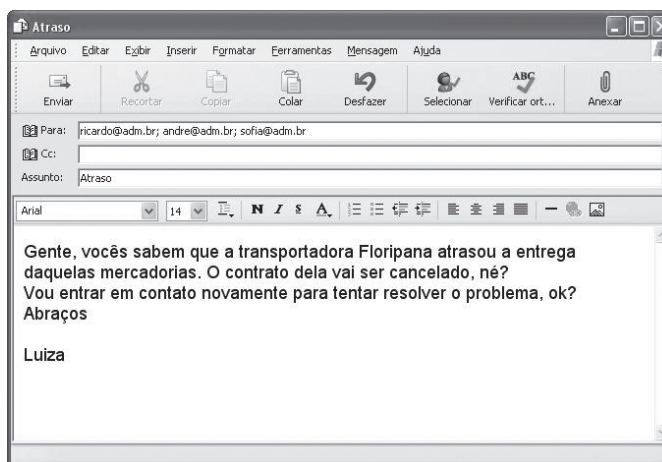 Atraso
Arquivo Editar Exibir Inserir Formatar Ferramentas Mensagem Ajuda
Enviar Recortar Copiar Colar Desfazer Selecionar Verificar ort... Anexar
Para: ricardo@adm.br; andre@adm.br; sofia@adm.br
Cc:
Assunto: Atraso
Arial 14 N I S A
Gente, vocês sabem que a transportadora Floripana atrasou a entrega
daquelas mercadorias. O contrato dela vai ser cancelado, né?
Vou entrar em contato novamente para tentar resolver o problema, ok?
Abraços
Luiza